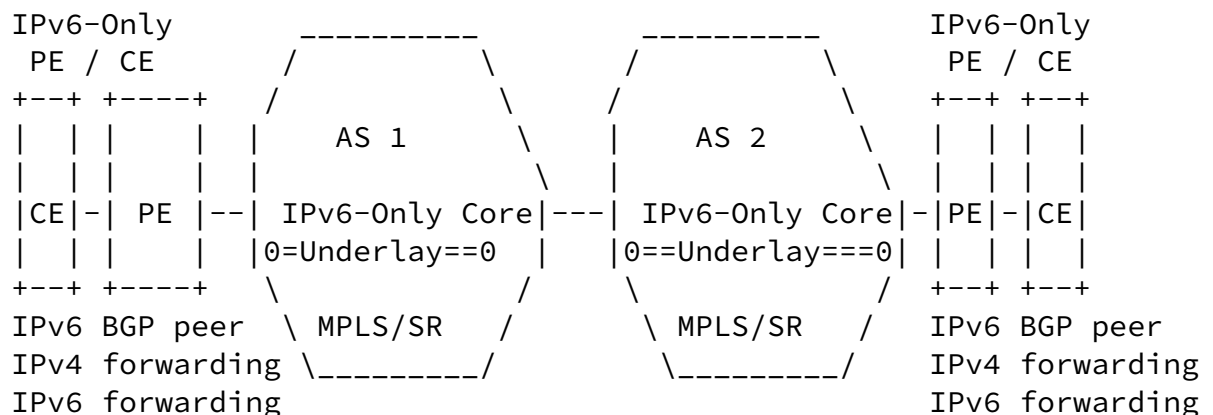 IPv6-Only                                    IPv6-Only
 PE / CE                                      PE / CE
AS 1            AS 2
|CE|-| PE |--| IPv6-Only Core|---| IPv6-Only Core|-|PE|-|CE|
|0=Underlay==0   |   |0==Underlay===0|
IPv6 BGP peer   \ MPLS/SR   /       \ MPLS/SR   /   IPv6 BGP peer
IPv4 forwarding \_________/         \_________/    IPv4 forwarding
IPv6 forwarding                                    IPv6 forwarding